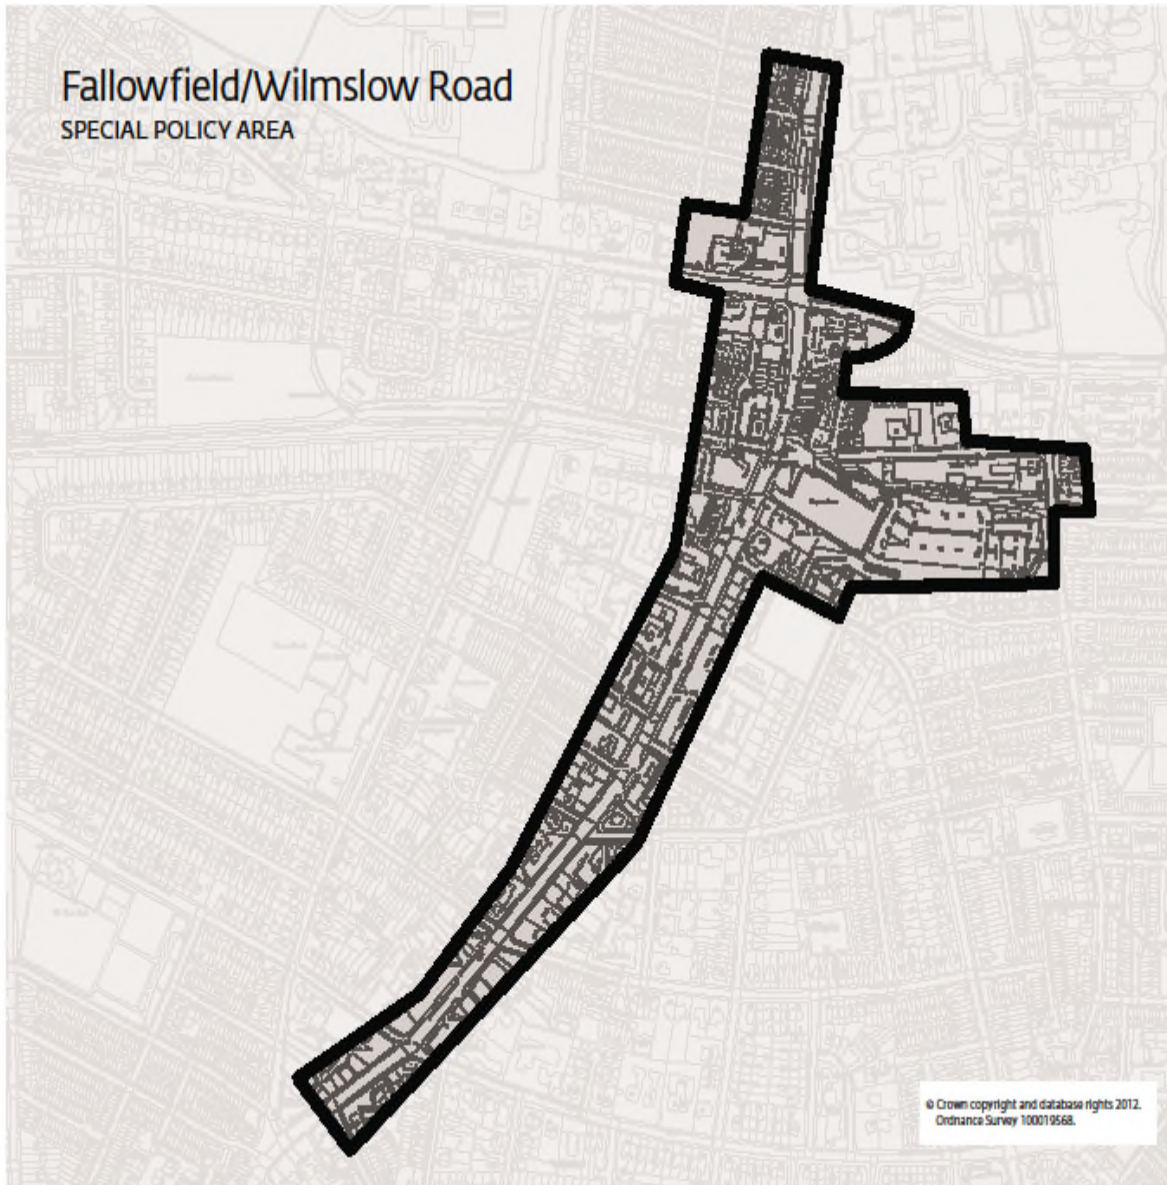 Fallowfield/Wilmslow Road
SPECIAL POLICY AREA
© Crown copyright and database rights 2012.
Ordnance Survey 100019568.